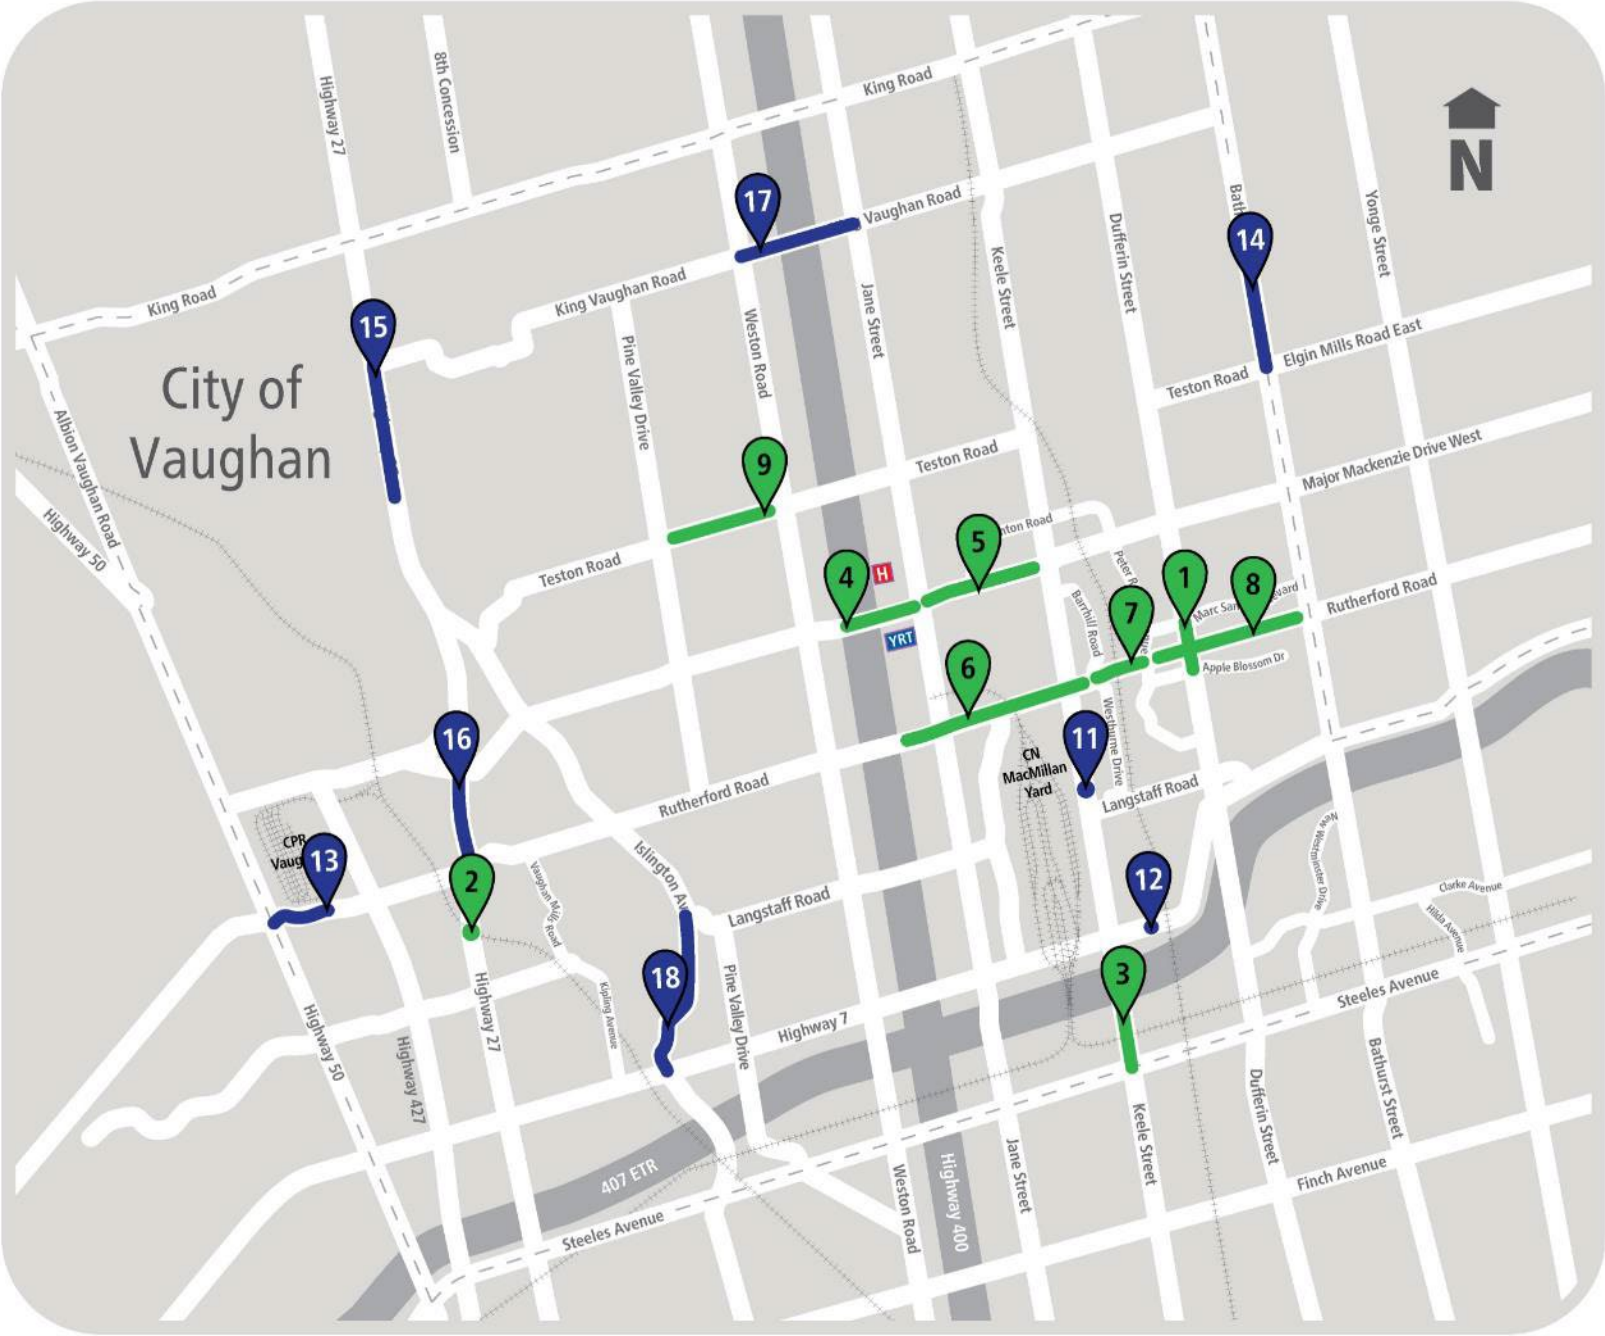 Highway 27
8th Concession
King Road
N
17
Vaughan Road
14
Dufferin Street
Yonge Street
Keele Street
King Road
King Vaughan Road
Jane Street
15
Weston Road
Pine Valley Drive
Elgin Mills Road East
Teston Road
City of
Vaughan
Albion Vaughan Road
9
Teston Road
Major Mackenzie Drive West
Highway 50
5
4
H
Teston Road
1
8
7
Rutherford Road
Barrhill Road
YRT
6
Apple Blossom Dr
16
11
Westburne Drive
CN
MacMillan
Yard
Langstaff Road
Rutherford Road
CPR
13
New Westminster Drive
Islington
2
12
Vaughan Mills Road
Langstaff Road
Clarke Avenue
Hilda Avenue
18
3
Pine Valley Drive
Kipling Avenue
Highway 27
Highway 7
Steeles Avenue
Highway 50
Highway 427
Bathurst Street
Dufferin Street
Keele Street
Jane Street
Weston Road
Highway 400
407 ETR
Finch Avenue
Steeles Avenue